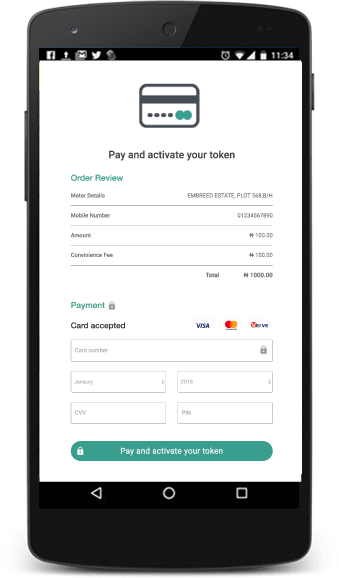 11:34
Pay and activate your token
Order Review
Meter Details EMBREED ESTATE, PLOT 568,B/H
Mobile Number 01234567890
Amount ₦ 100.00
Convinience Fee ₦ 100.00
Total ₦ 1000.00
Payment
Card accepted VISA mastercard Verve
Card number
Janaury 2016
CVV PIN
Pay and activate your token